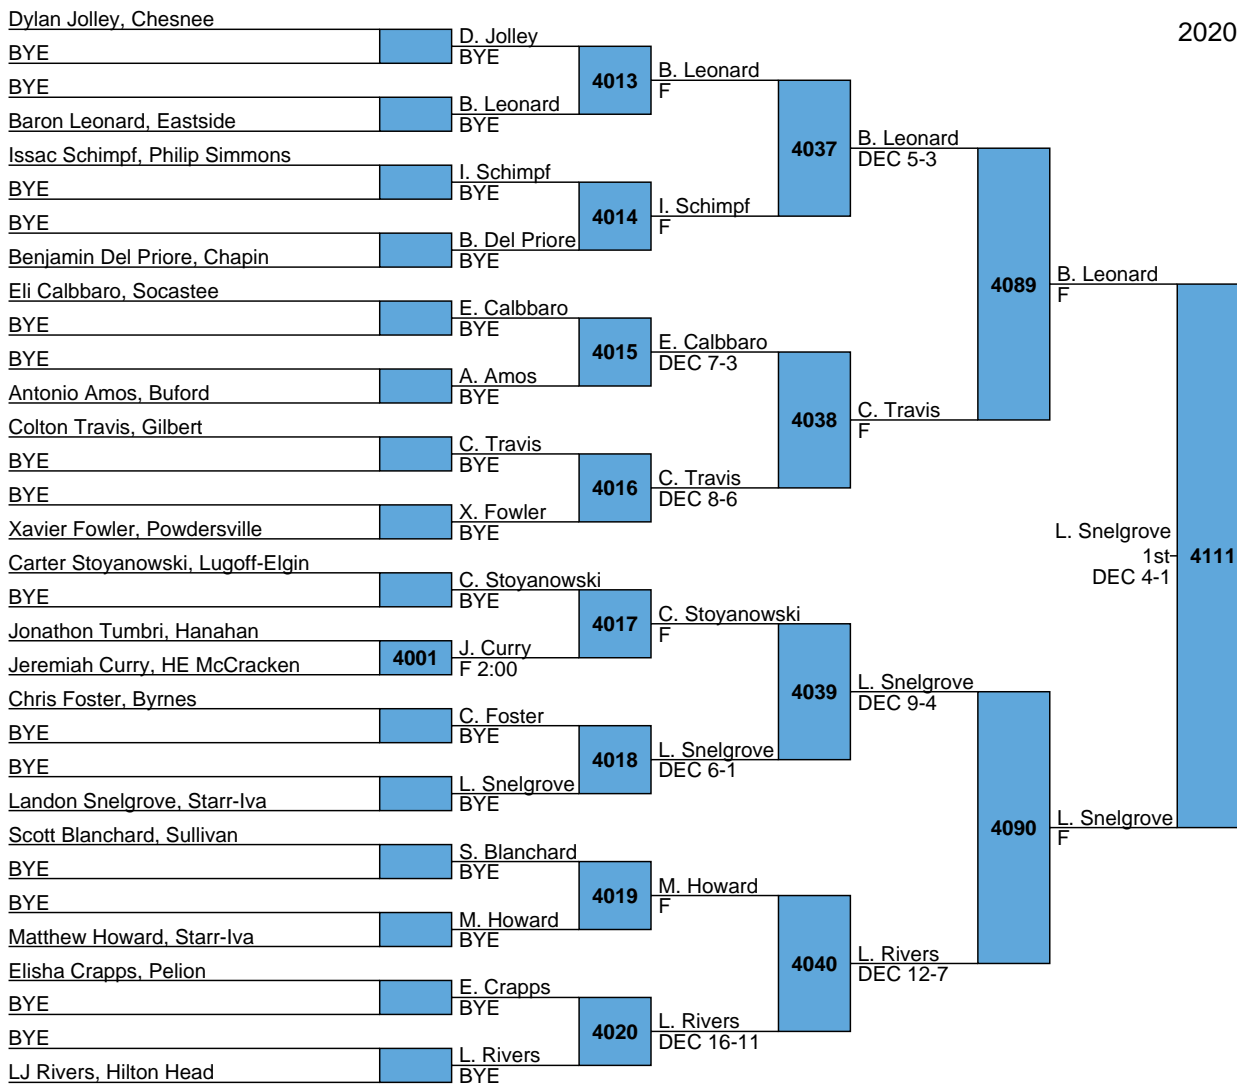 2020
Dylan Jolley, Chesnee
BYE
BYE
Baron Leonard, Eastside
Issac Schimpf, Philip Simmons
BYE
BYE
Benjamin Del Priore, Chapin
Eli Calbbaro, Socastee
BYE
BYE
Antonio Amos, Buford
Colton Travis, Gilbert
BYE
BYE
Xavier Fowler, Powdersville
Carter Stoyanowski, Lugoff-Elgin
BYE
Jonathon Tumbri, Hanahan
Jeremiah Curry, HE McCracken
Chris Foster, Byrnes
BYE
BYE
Landon Snelgrove, Starr-Iva
Scott Blanchard, Sullivan
BYE
BYE
Matthew Howard, Starr-Iva
Elisha Crapps, Pelion
BYE
BYE
LJ Rivers, Hilton Head
4001
D. Jolley
BYE
B. Leonard
BYE
I. Schimpf
BYE
B. Del Priore
BYE
E. Calbbaro
BYE
A. Amos
BYE
C. Travis
BYE
X. Fowler
BYE
C. Stoyanowski
BYE
J. Curry
F 2:00
C. Foster
BYE
L. Snelgrove
BYE
S. Blanchard
BYE
M. Howard
BYE
E. Crapps
BYE
L. Rivers
BYE
4013
4014
4015
4016
4017
4018
4019
4020
B. Leonard
F
I. Schimpf
F
E. Calbbaro
DEC 7-3
C. Travis
DEC 8-6
C. Stoyanowski
F
L. Snelgrove
DEC 6-1
M. Howard
F
L. Rivers
DEC 16-11
4037
4038
4039
4040
B. Leonard
DEC 5-3
C. Travis
F
L. Snelgrove
DEC 9-4
L. Rivers
DEC 12-7
4089
4090
B. Leonard
F
L. Snelgrove
F
L. Snelgrove
1st
DEC 4-1
4111